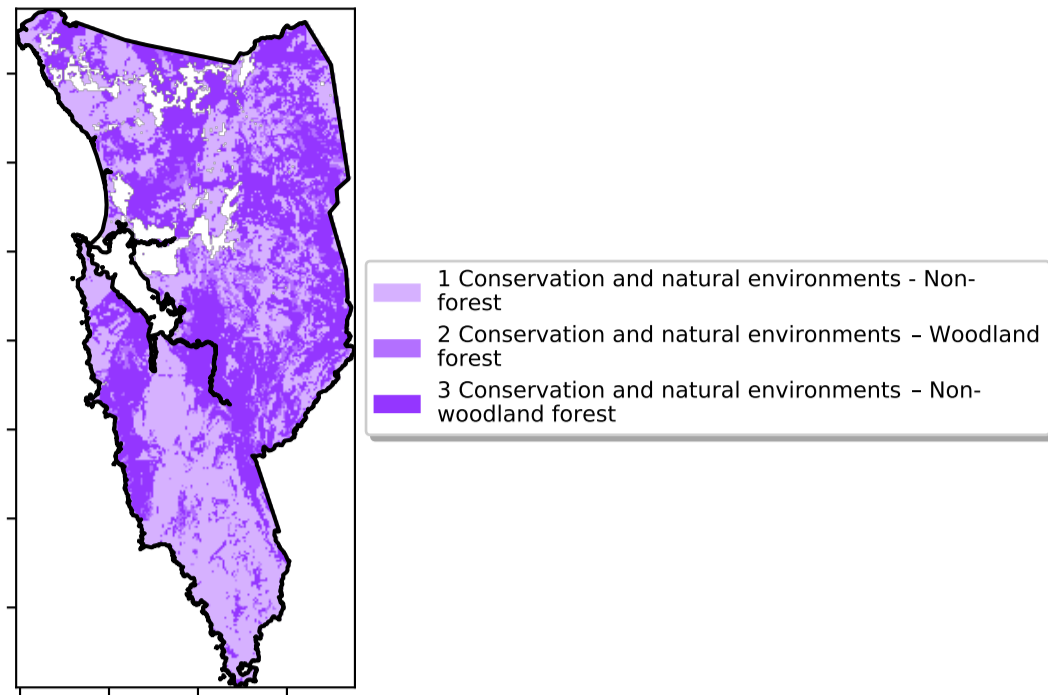 1 Conservation and natural environments - Non-
forest
2 Conservation and natural environments – Woodland
forest
3 Conservation and natural environments – Non-
woodland forest